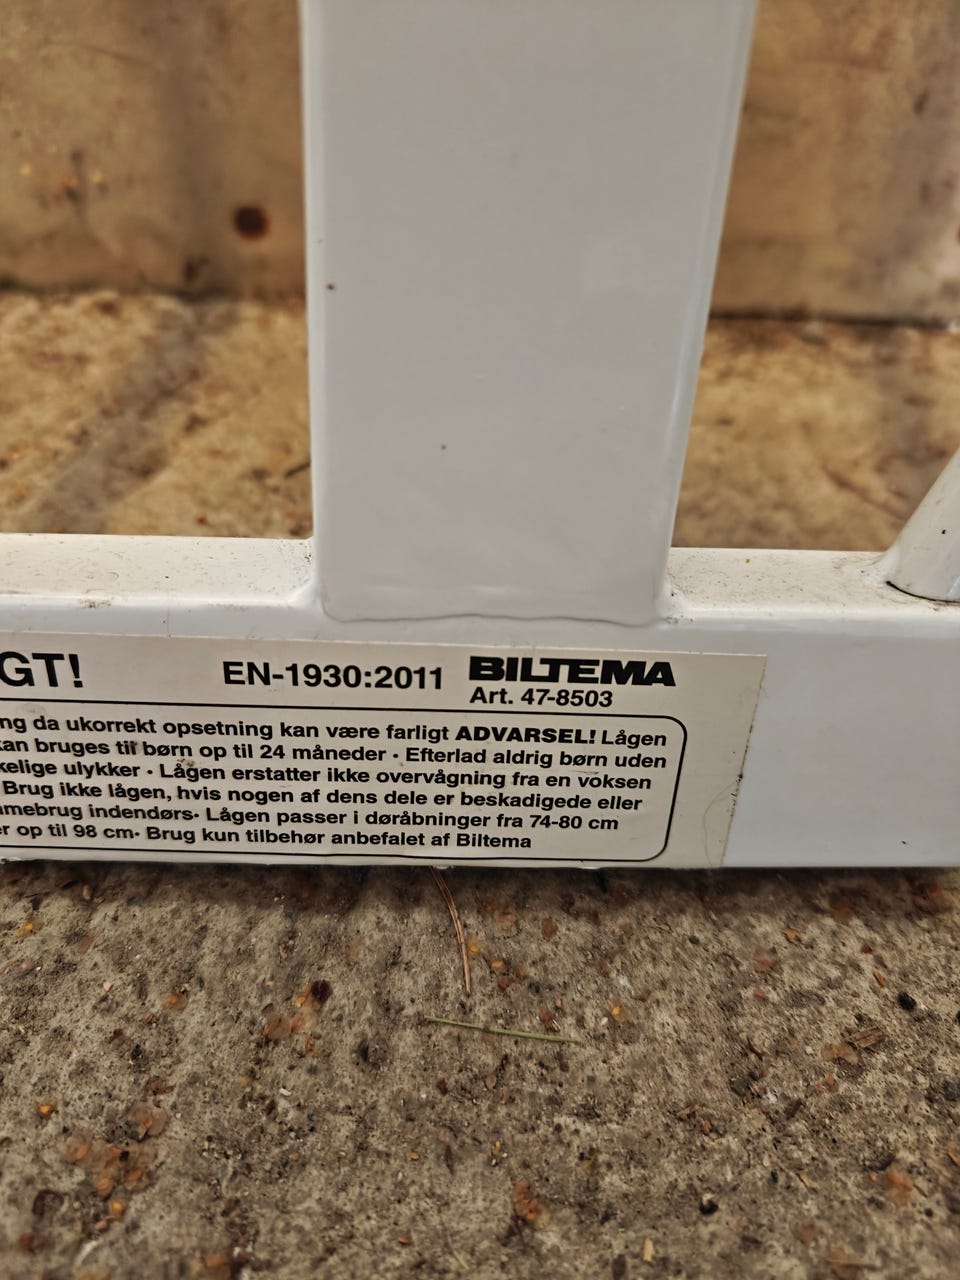 GT!
EN-1930:2011
BILTEMA
Art. 47-8503
ng da ukorrekt opsetning kan være farligt ADVARSEL! Lågen
kan bruges til børn op til 24 måneder • Efterlad aldrig børn uden
kelige ulykker • Lågen erstatter ikke overvågning fra en voksen
Brug ikke lågen, hvis nogen af dens dele er beskadigede eller
mebrug indendørs• Lågen passer i døråbninger fra 74-80 cm
er op til 98 cm• Brug kun tilbehør anbefalet af Biltema